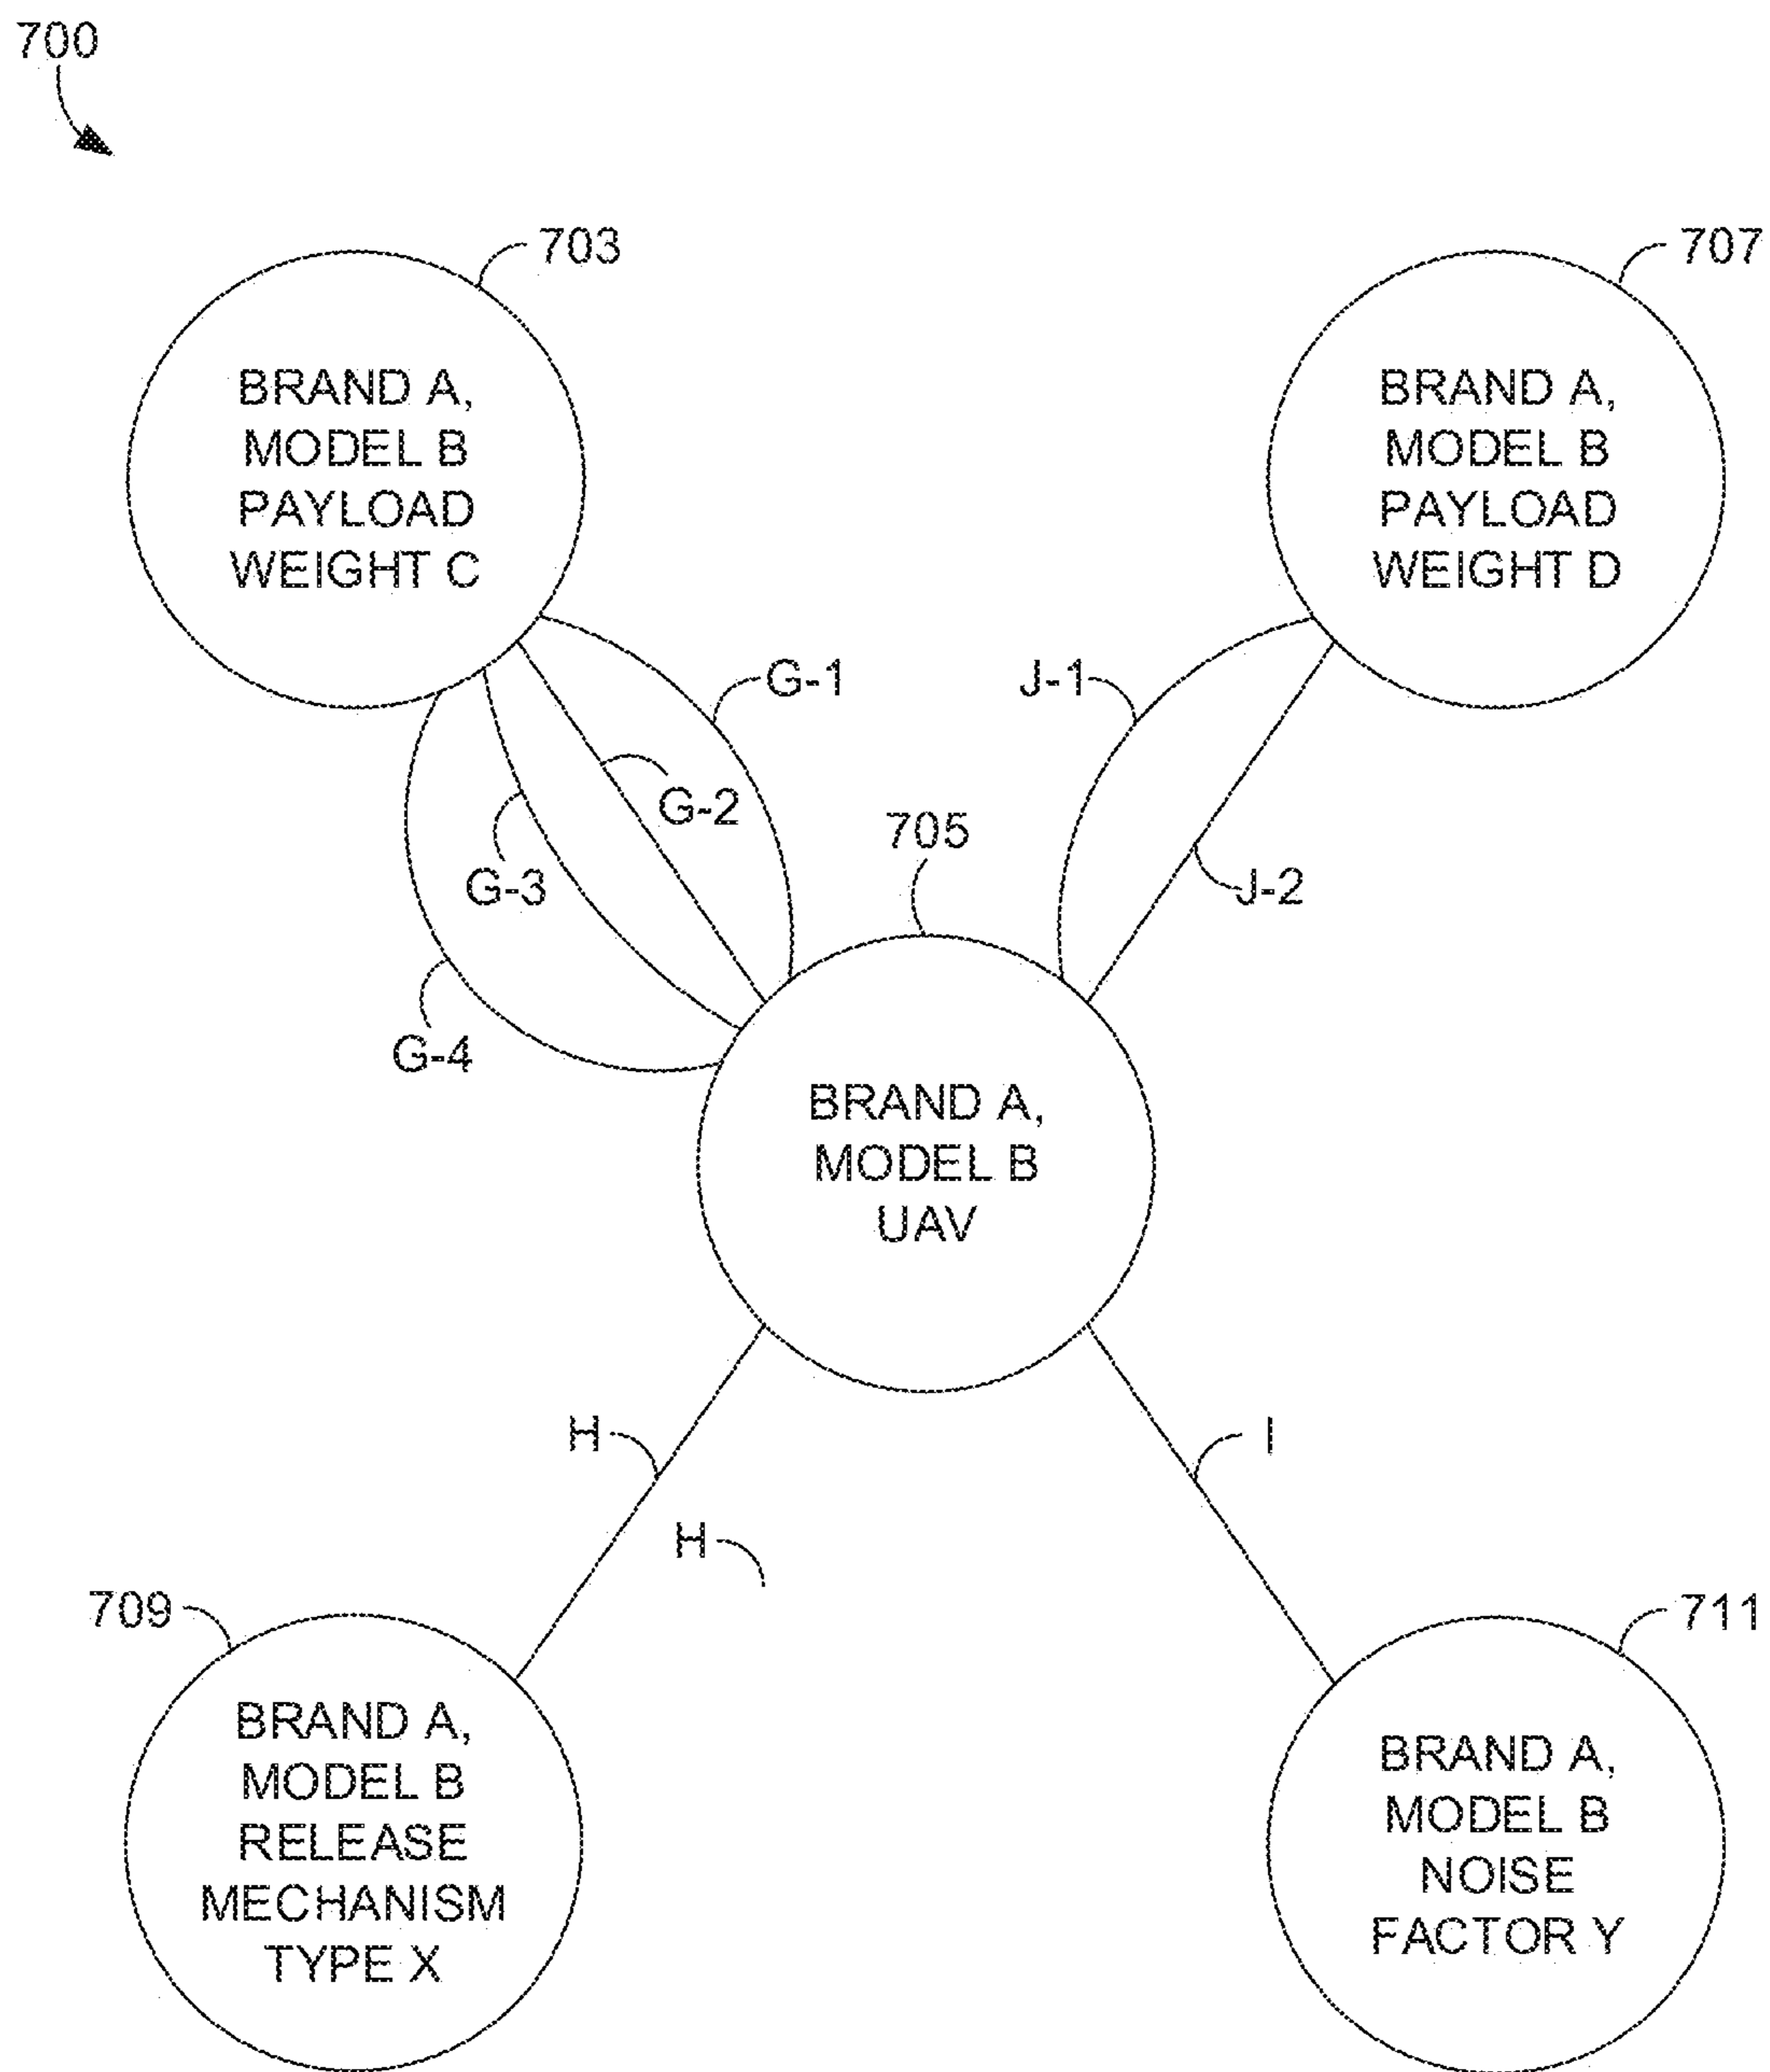 700
703
707
BRAND A,
MODEL B
PAYLOAD
WEIGHT C
BRAND A,
MODEL B
PAYLOAD
WEIGHT D
G-1
J-1
G-2
705
G-3
J-2
G-4
BRAND A,
MODEL B
UAV
H
I
H
709
711
BRAND A,
MODEL B
RELEASE
MECHANISM
TYPE X
BRAND A,
MODEL B
NOISE
FACTOR Y